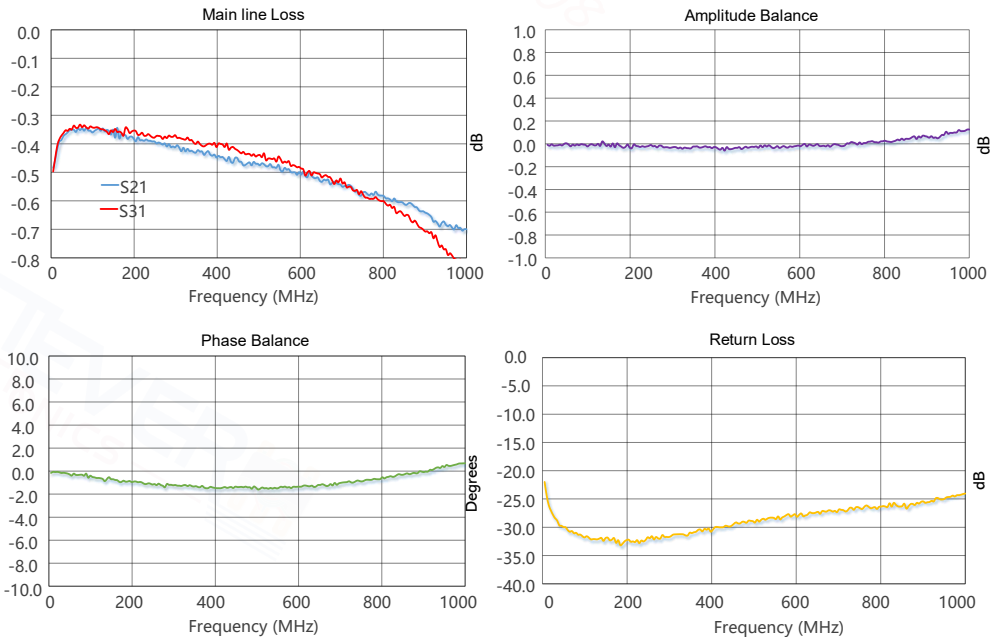 Main line Loss
0.0
-0.1
-0.2
-0.3
-0.4
-0.5
-0.6
-0.7
-0.8
dB
S21
S31
0 200 400 600 800 1000
Frequency (MHz)
Amplitude Balance
1.0
0.8
0.6
0.4
0.2
0.0
-0.2
-0.4
-0.6
-0.8
-1.0
dB
0 200 400 600 800 1000
Frequency (MHz)
Phase Balance
10.0
8.0
6.0
4.0
2.0
0.0
-2.0
-4.0
-6.0
-8.0
-10.0
Degrees
0 200 400 600 800 1000
Frequency (MHz)
Return Loss
0.0
-5.0
-10.0
-15.0
-20.0
-25.0
-30.0
-35.0
-40.0
dB
0 200 400 600 800 1000
Frequency (MHz)